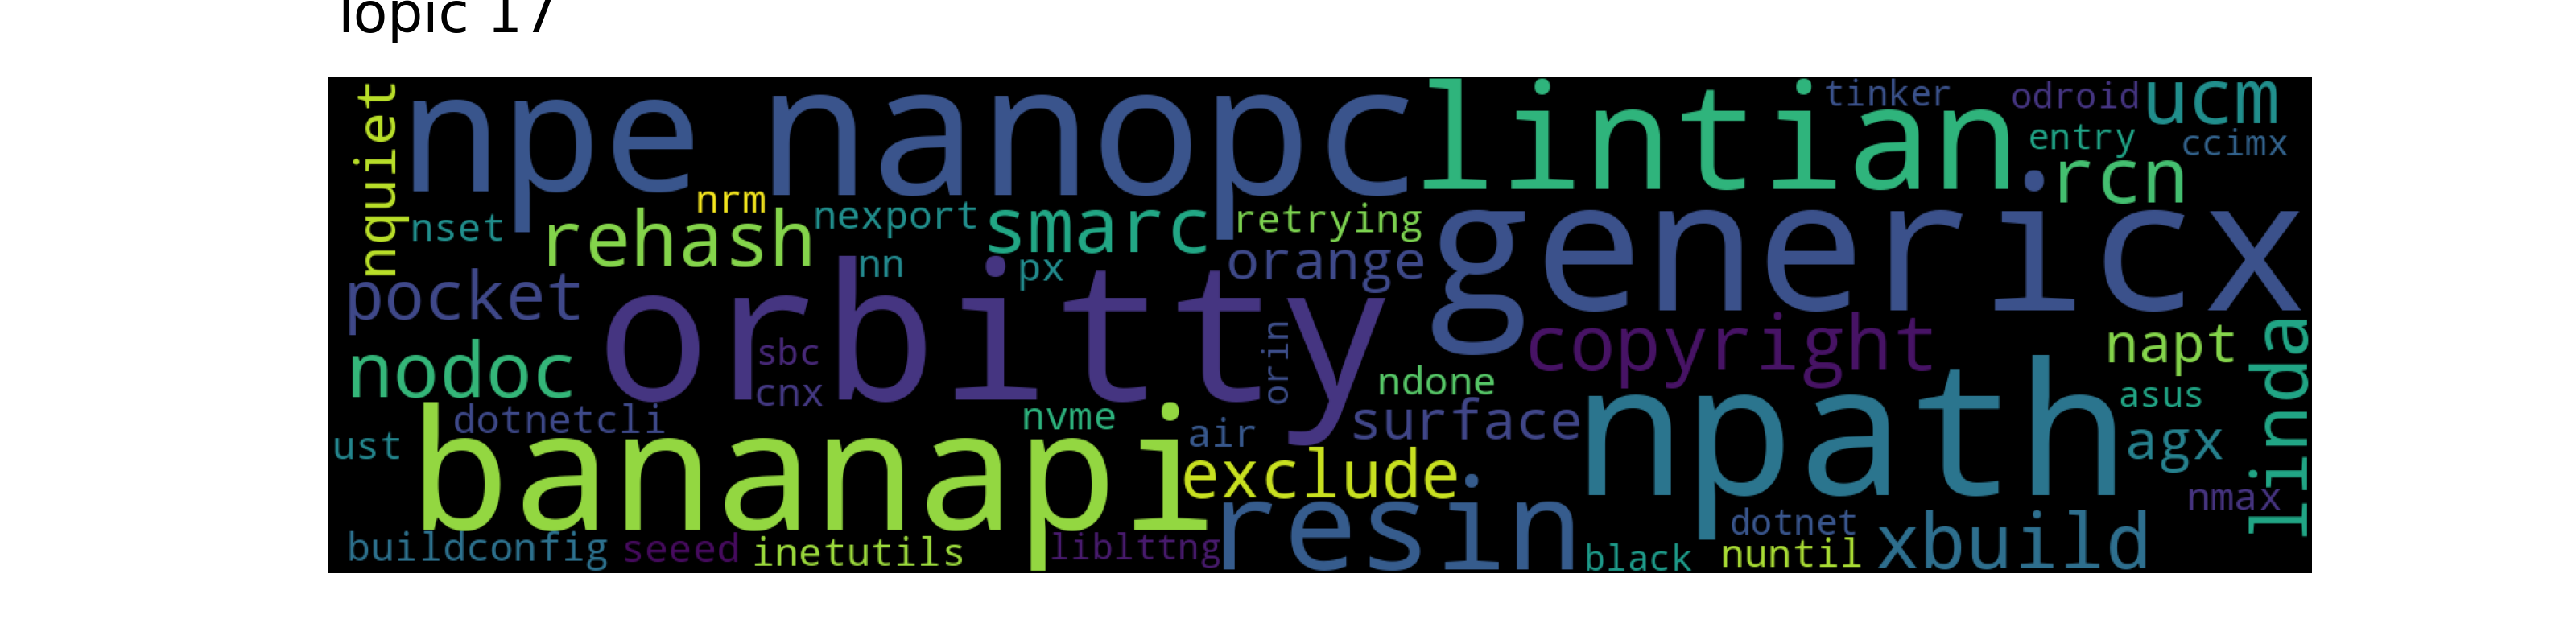 Topic 17
nquiet npe nanopc lintian tinker odroid ucm
entry ccimx
nrm rcn
nset rehash nexport smarc retrying genericx
nn px orange
pocket orbitty
sbc orin copyright napt linda
nodoc cnx ndone npath asus
dotnetcli nvme air surface agx
ust bananapi exclude
resin nmax
buildconfig seeed inetutils liblttng black dotnet nuntil xbuild